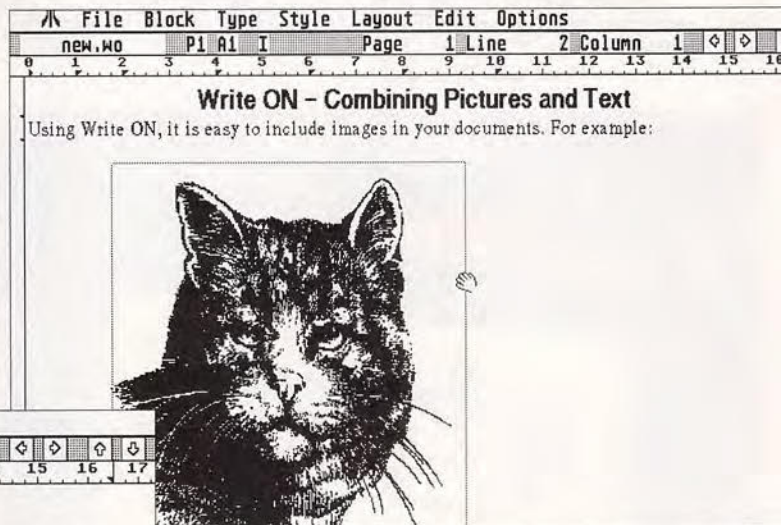 File Block Type Style Layout Edit Options
new.wo P1 A1 I Page 1 Line 2 Column 1
0 1 2 3 4 5 6 7 8 9 10 11 12 13 14 15 16
Write ON – Combining Pictures and Text
Using Write ON, it is easy to include images in your documents. For example:
15 16 17